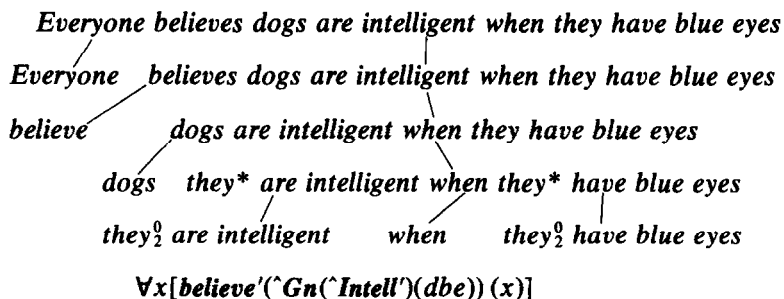 Everyone believes dogs are intelligent when they have blue eyes
Everyone believes dogs are intelligent when they have blue eyes
believe dogs are intelligent when they have blue eyes
dogs they* are intelligent when they* have blue eyes
they⁰₂ are intelligent when they⁰₂ have blue eyes
∀x[believe′(^Gn(^Intell′)(dbe)) (x)]